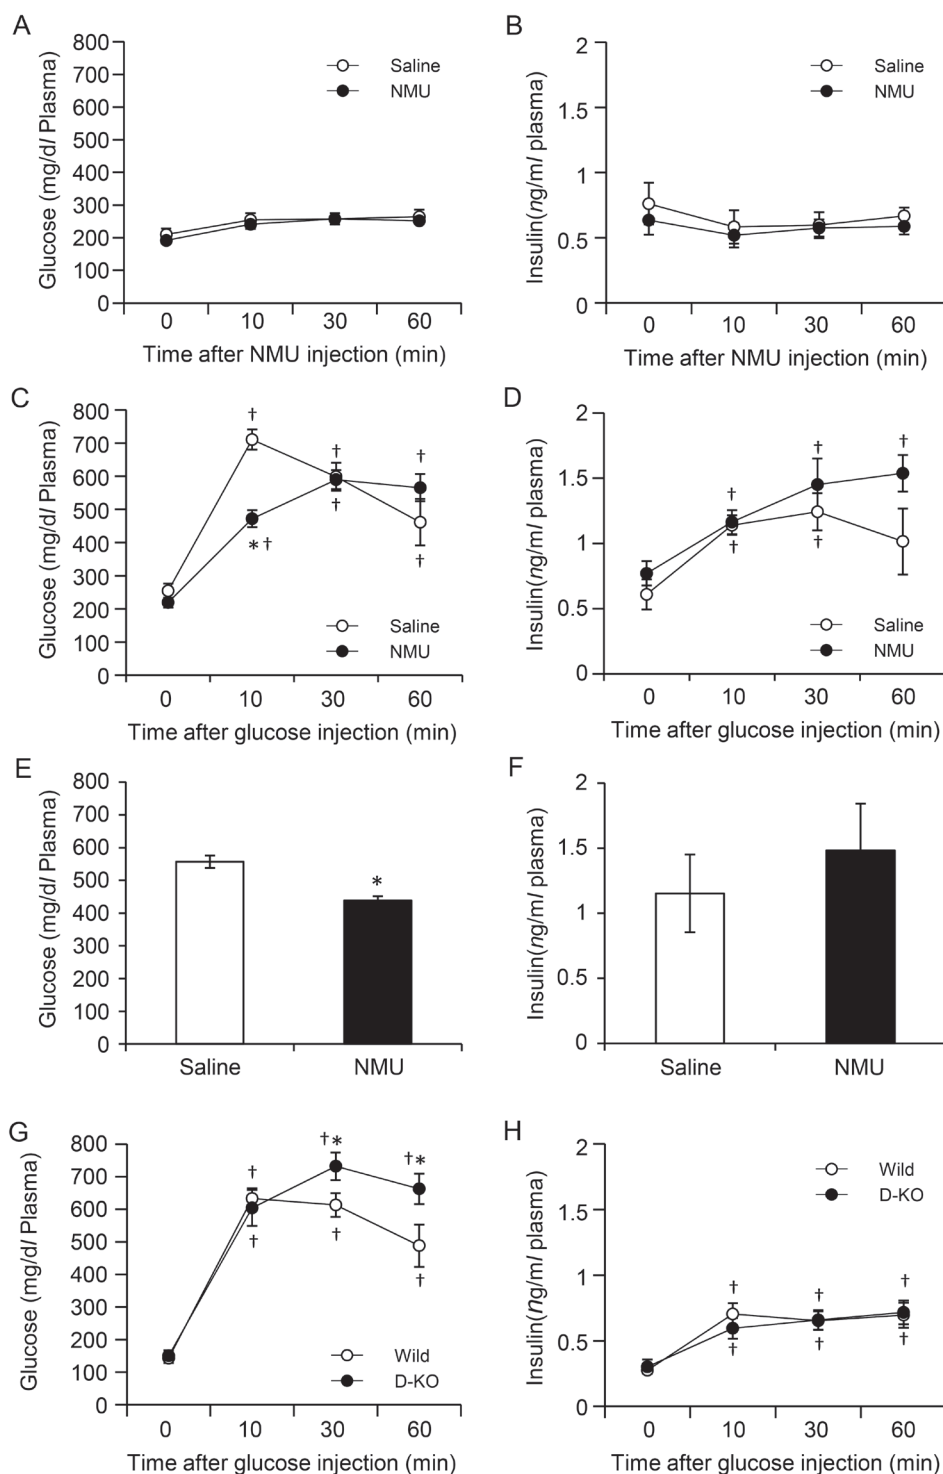 A
Glucose (mg/dl Plasma)
800
700
600
500
400
300
200
100
0
Saline
NMU
0 10 30 60
Time after NMU injection (min)
B
Insulin(ng/ml plasma)
2
1.5
1
0.5
0
Saline
NMU
0 10 30 60
Time after NMU injection (min)
C
Glucose (mg/dl Plasma)
800
700
600
500
400
300
200
100
0
†
†
†
*†
†
†
Saline
NMU
0 10 30 60
Time after glucose injection (min)
D
Insulin(ng/ml plasma)
2
1.5
1
0.5
0
†
†
†
†
†
Saline
NMU
0 10 30 60
Time after glucose injection (min)
E
Glucose (mg/dl Plasma)
800
700
600
500
400
300
200
100
0
*
Saline NMU
F
Insulin(ng/ml plasma)
2
1.5
1
0.5
0
Saline NMU
G
Glucose (mg/dl Plasma)
800
700
600
500
400
300
200
100
0
†
†*
†*
†
†
†
Wild
D-KO
0 10 30 60
Time after glucose injection (min)
H
Insulin(ng/ml plasma)
2
1.5
1
0.5
0
Wild
D-KO
†
†
†
†
†
†
0 10 30 60
Time after glucose injection (min)